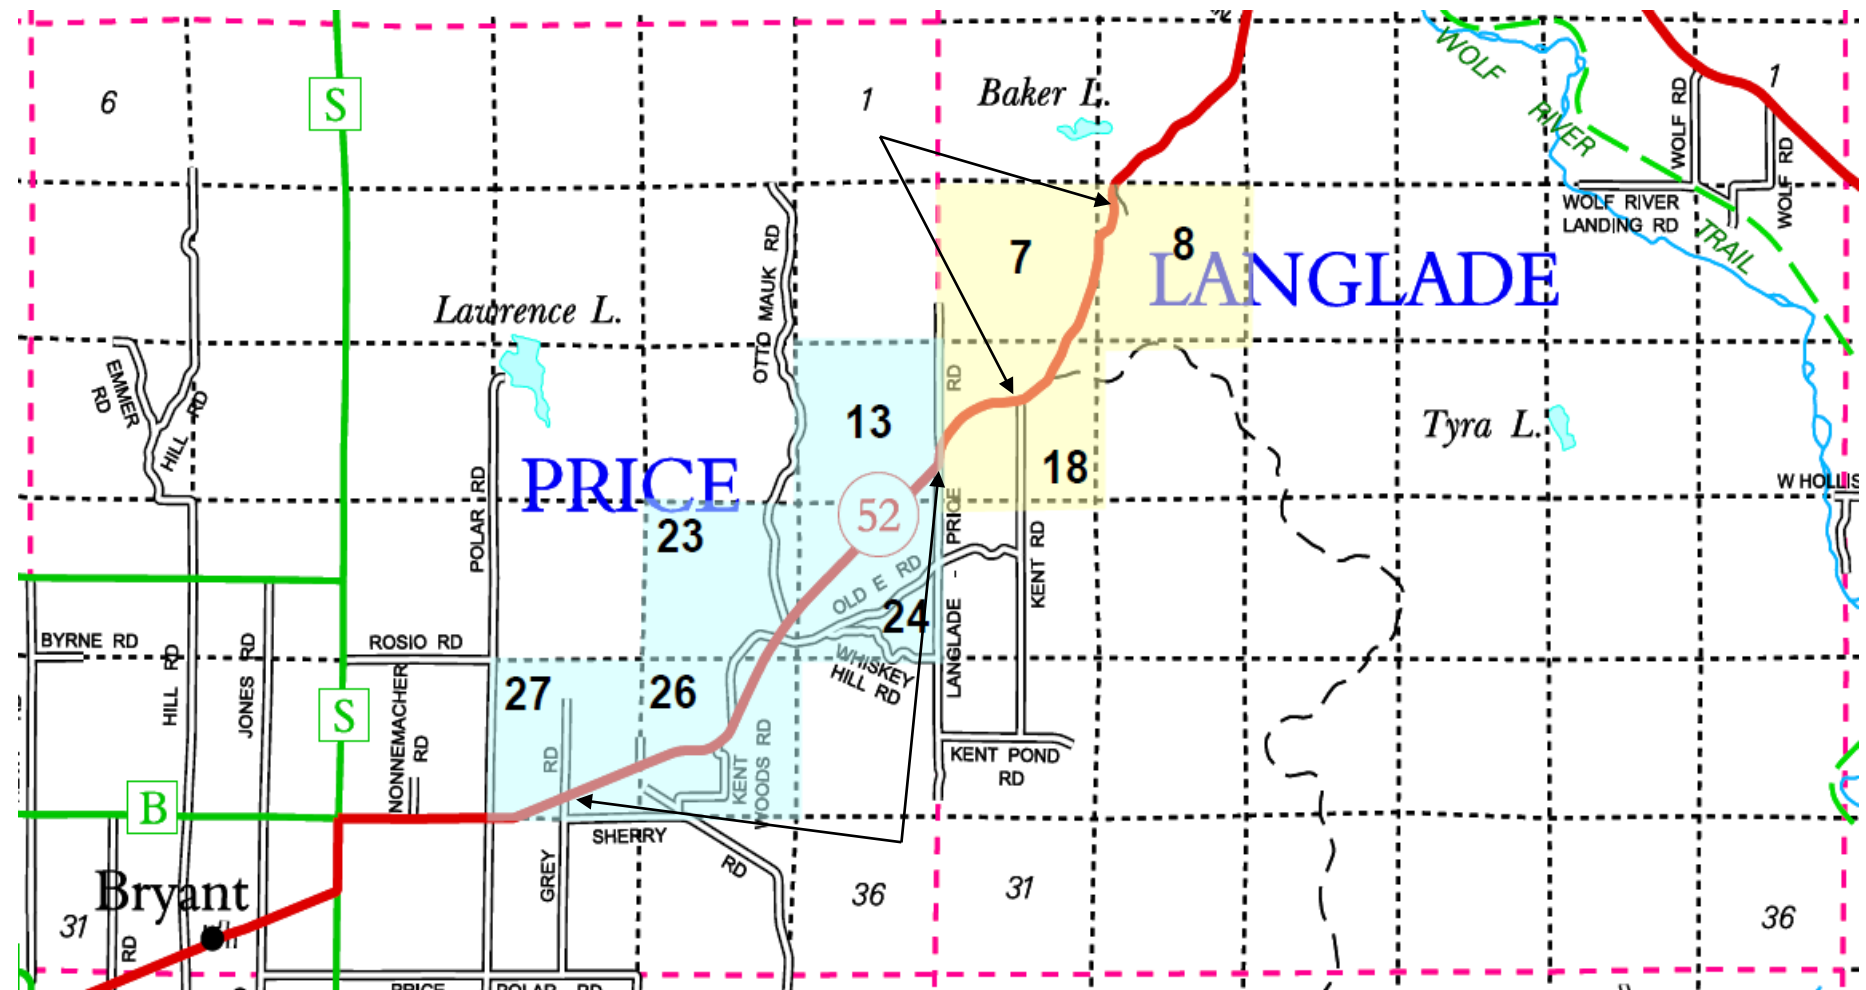 6
S
1
Baker L.
WOLF
RIVER
TRAIL
WOLF RD
1
WOLF RD
WOLF RIVER
LANDING RD
7
8
LANGLADE
Lawrence L.
OTTO MAUK RD
EMMER
RD
HILL RD
RD
13
18
Tyra L.
PRICE
POLAR RD
23
52
W HOLLIS
LANGLADE - PRICE
KENT RD
OLD E RD
24
BYRNE RD
HILL RD
JONES RD
ROSIO RD
WHISKEY
HILL RD
27
26
S
NONNEMACHER
RD
RD
KENT
WOODS RD
KENT POND
RD
B
SHERRY
RD
GREY
Bryant
31
RD
36
31
36
PRICE
POLAR RD